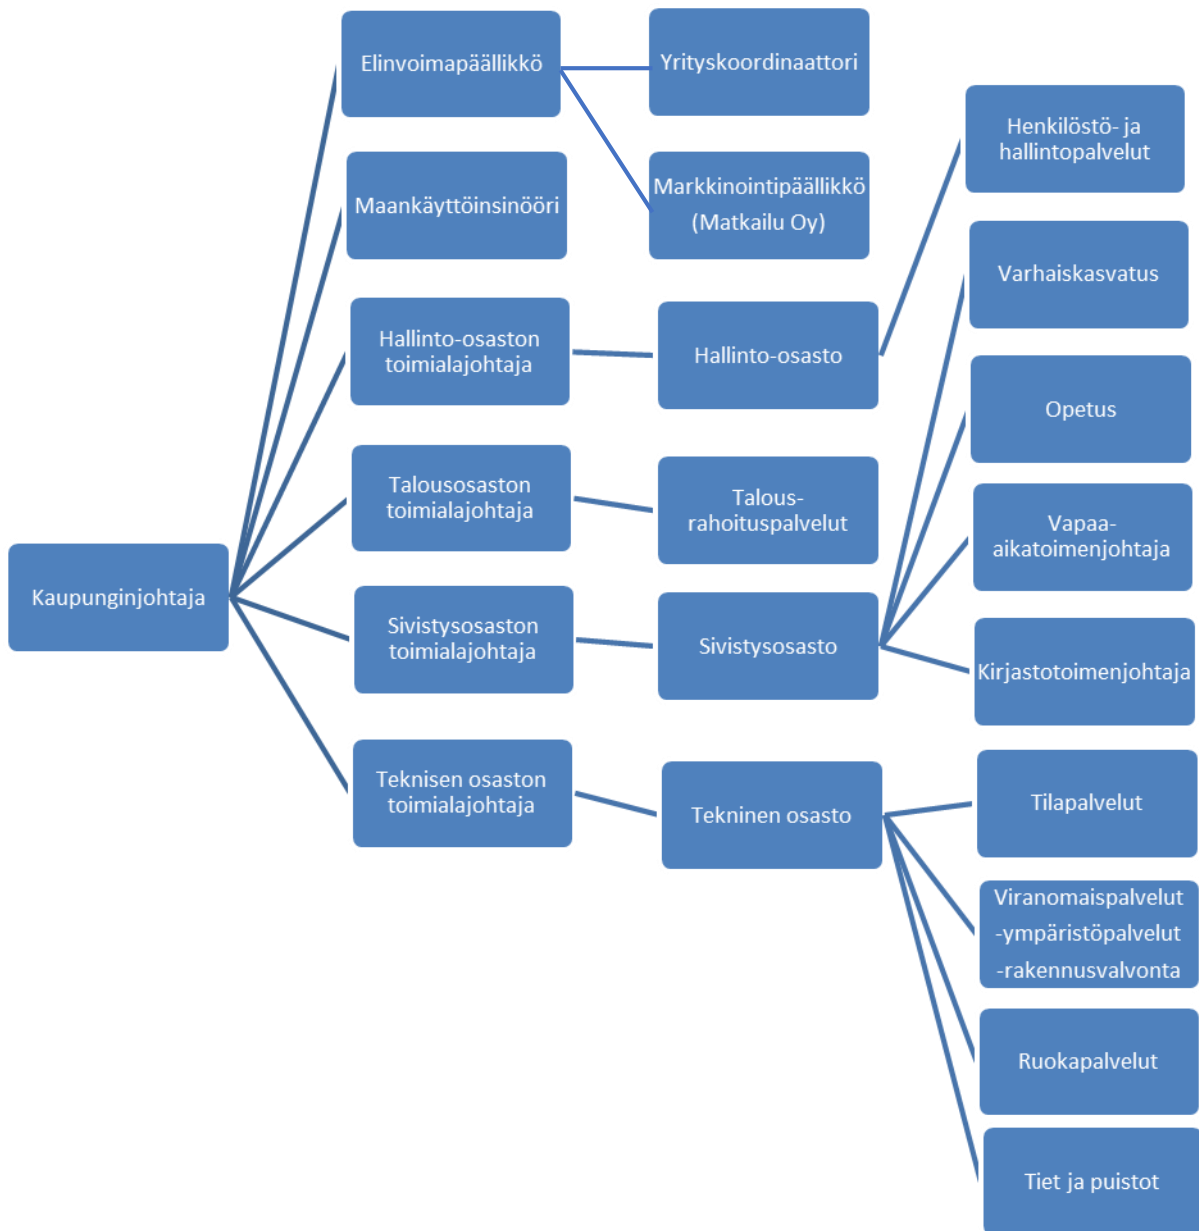 Kaupunginjohtaja
Elinvoimapäällikkö
Maankäyttöinsinööri
Hallinto-osaston
toimialajohtaja
Talousosaston
toimialajohtaja
Sivistysosaston
toimialajohtaja
Teknisen osaston
toimialajohtaja
Yrityskoordinaattori
Markkinointipäällikkö
(Matkailu Oy)
Hallinto-osasto
Talous-
rahoituspalvelut
Sivistysosasto
Tekninen osasto
Henkilöstö- ja
hallintopalvelut
Varhaiskasvatus
Opetus
Vapaa-
aikatoimenjohtaja
Kirjastotoimenjohtaja
Tilapalvelut
Viranomaispalvelut
-ympäristöpalvelut
-rakennusvalvonta
Ruokapalvelut
Tiet ja puistot